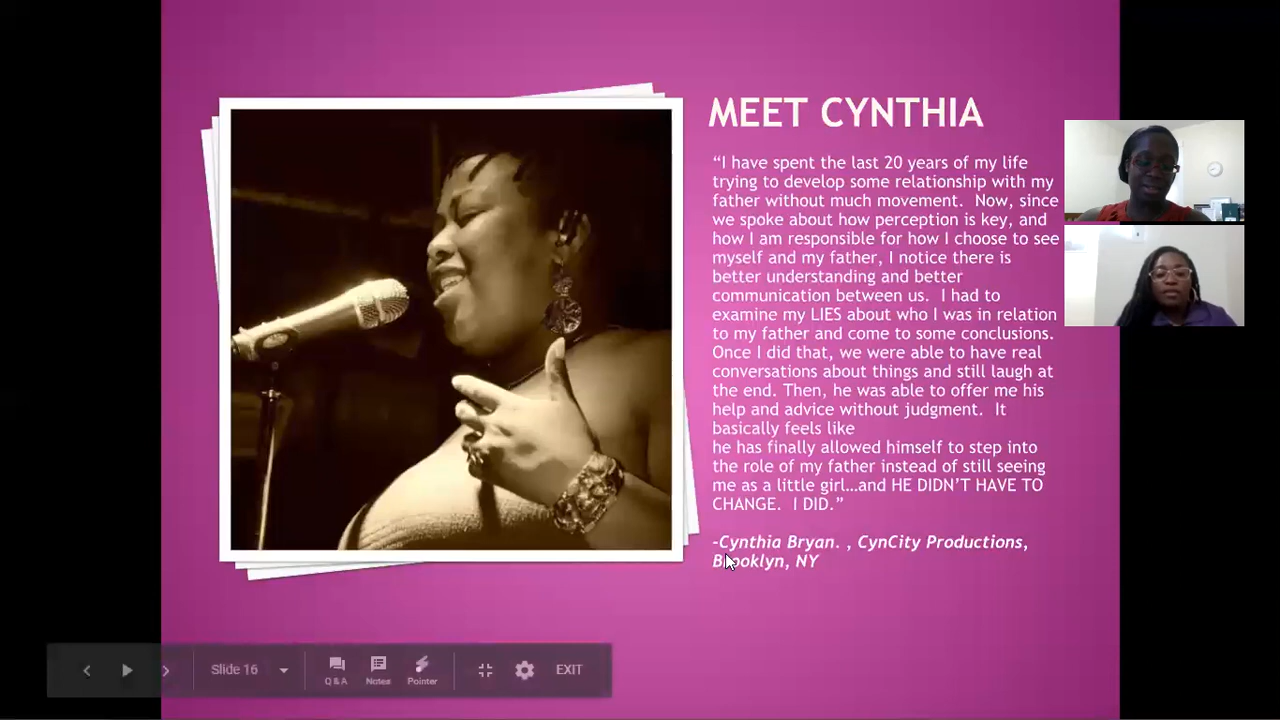 MEET CYNTHIA
“I have spent the last 20 years of my life
trying to develop some relationship with my
father without much movement.  Now, since
we spoke about how perception is key, and
how I am responsible for how I choose to see
myself and my father, I notice there is
better understanding and better
communication between us.  I had to
examine my LIES about who I was in relation
to my father and come to some conclusions.
Once I did that, we were able to have real
conversations about things and still laugh at
the end. Then, he was able to offer me his
help and advice without judgment.  It
basically feels like
he has finally allowed himself to step into
the role of my father instead of still seeing
me as a little girl…and HE DIDN’T HAVE TO
CHANGE.  I DID.”
-Cynthia Bryan. , CynCity Productions,
Brooklyn, NY
Slide 16
Q & A
Notes
Pointer
EXIT